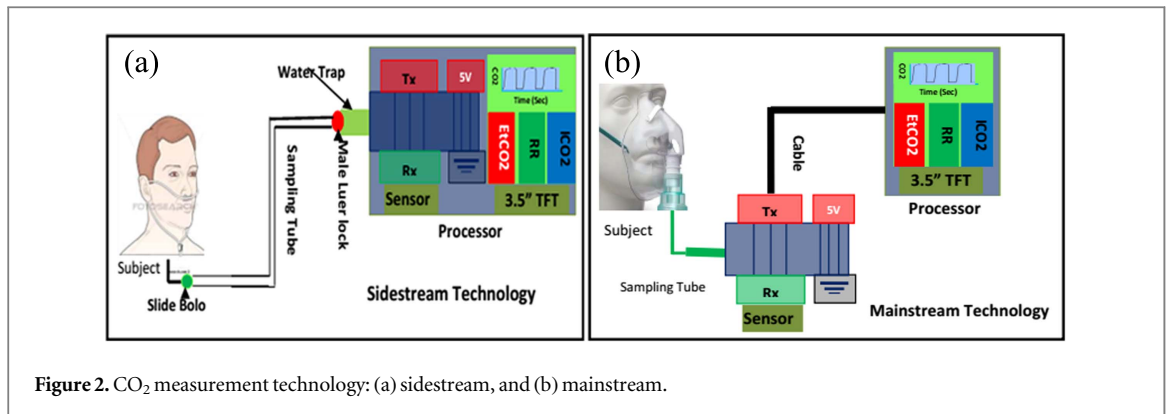 (a)
Water Trap
Tx
5V
CO2
Time (Sec)
EtCO2
RR
ICO2
Rx
Sensor
3.5” TFT
Processor
Sampling Tube
Male Luer lock
FOTOSEARCH
Subject
Slide Bolo
Sidestream Technology
(b)
CO2
Time (Sec)
EtCO2
RR
ICO2
3.5” TFT
Processor
Cable
Tx
5V
Subject
Sampling Tube
Rx
Sensor
Mainstream Technology
Figure 2. CO₂ measurement technology: (a) sidestream, and (b) mainstream.